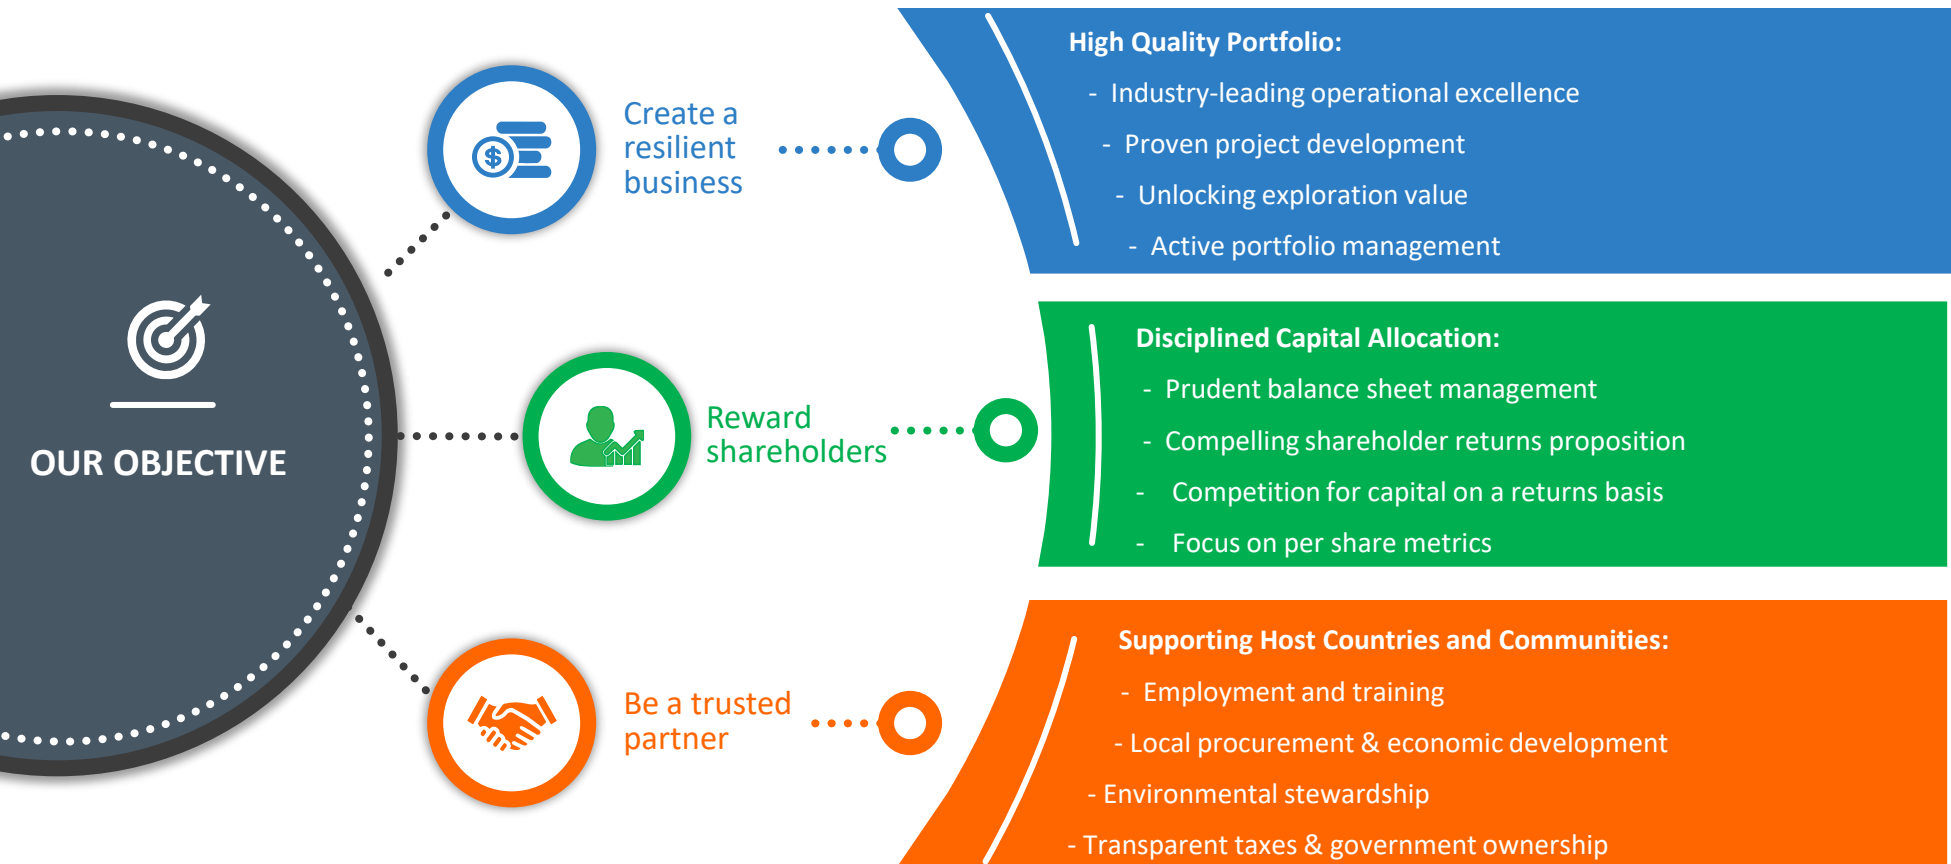 OUR OBJECTIVE
Create a
resilient
business
High Quality Portfolio:
- Industry-leading operational excellence
- Proven project development
- Unlocking exploration value
- Active portfolio management
Reward
shareholders
Disciplined Capital Allocation:
- Prudent balance sheet management
- Compelling shareholder returns proposition
- Competition for capital on a returns basis
- Focus on per share metrics
Be a trusted
partner
Supporting Host Countries and Communities:
- Employment and training
- Local procurement & economic development
- Environmental stewardship
- Transparent taxes & government ownership